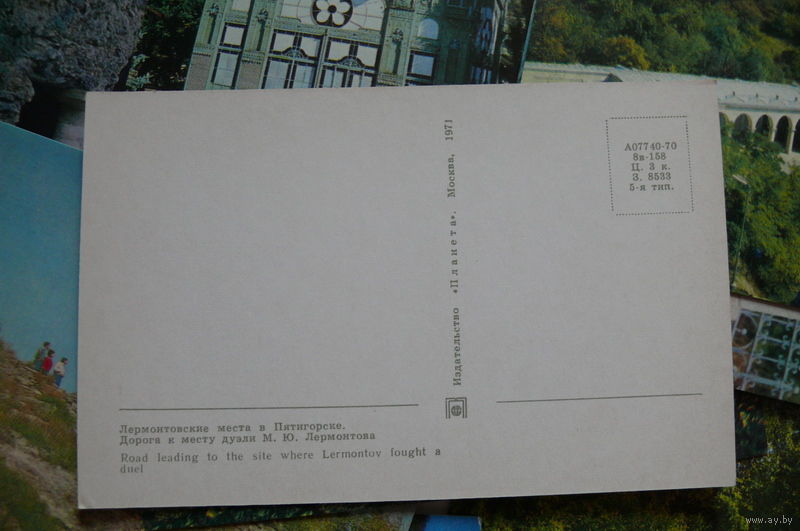 Лермонтовские места в Пятигорске.
Дорога к месту дуэли М. Ю. Лермонтова
Road leading to the site where Lermontov fought a
duel
Издательство «Планета». Москва, 1971
А07740-70
8в-158
Ц. 3 к.
З. 8533
5-я тип.
www.ay.by